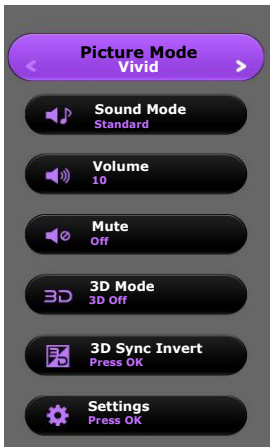 Picture Mode
Vivid
Sound Mode
Standard
Volume
10
Mute
Off
3D
3D Mode
3D Off
3D Sync Invert
Press OK
Settings
Press OK